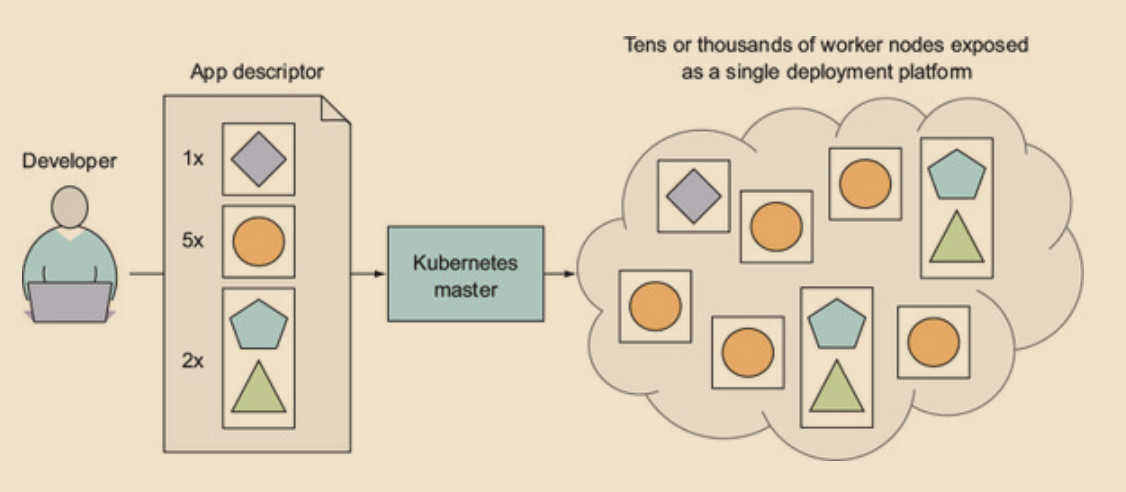 Tens or thousands of worker nodes exposed
as a single deployment platform
App descriptor
Developer
1x
5x
2x
Kubernetes
master